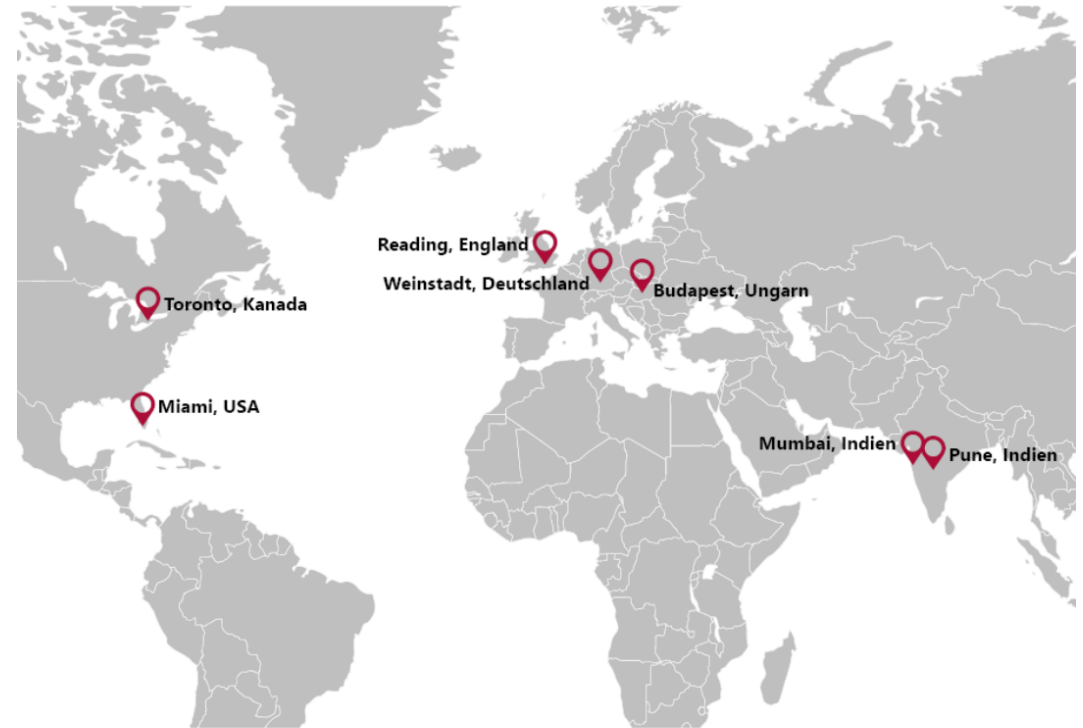 Reading, England
Weinstadt, Deutschland
Budapest, Ungarn
Toronto, Kanada
Miami, USA
Mumbai, Indien
Pune, Indien